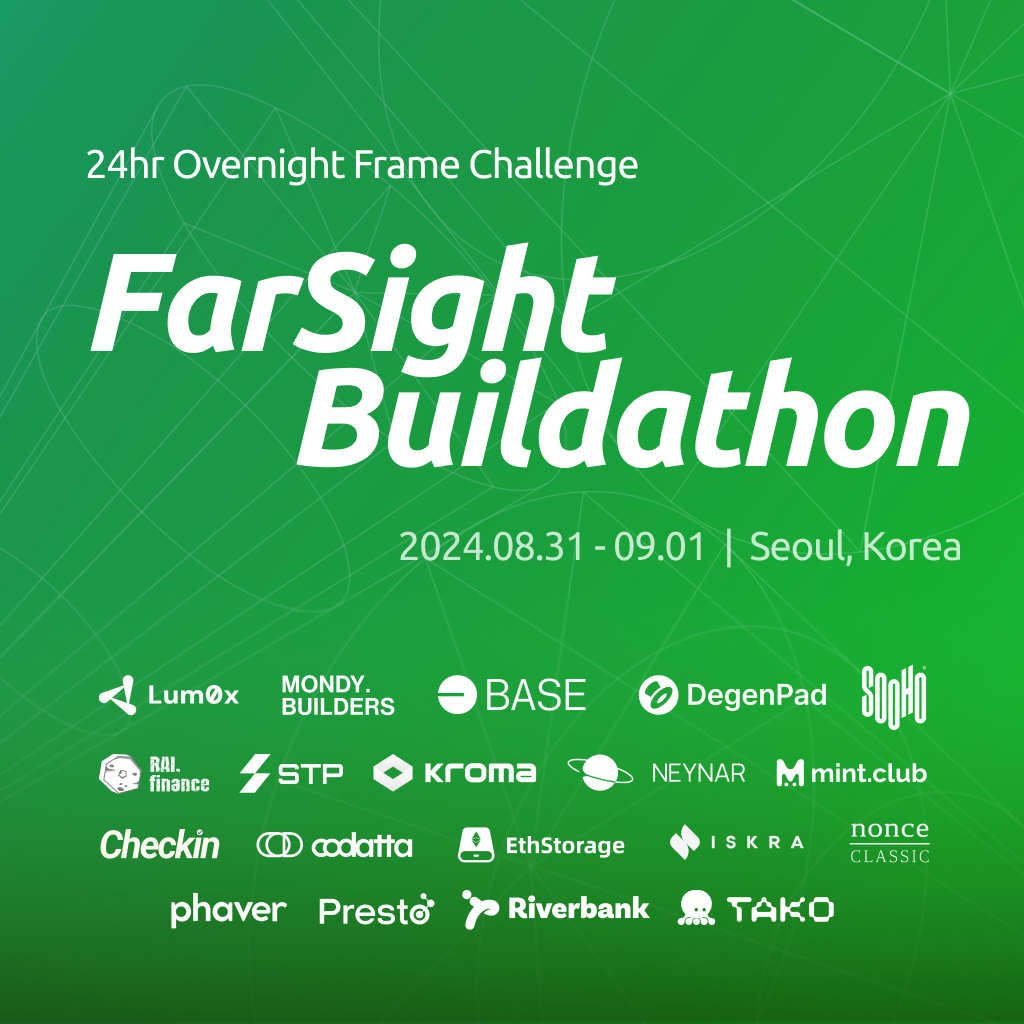 24hr Overnight Frame Challenge
FarSight
Buildathon
2024.08.31 - 09.01 | Seoul, Korea
Lum0x
MONDY.
BUILDERS
BASE
DegenPad
SOOHO
RAI.
finance
STP
KROMA
NEYNAR
mint.club
Checkin
codatta
EthStorage
ISKRA
nonce
CLASSIC
phaver
Presto
Riverbank
TAKO